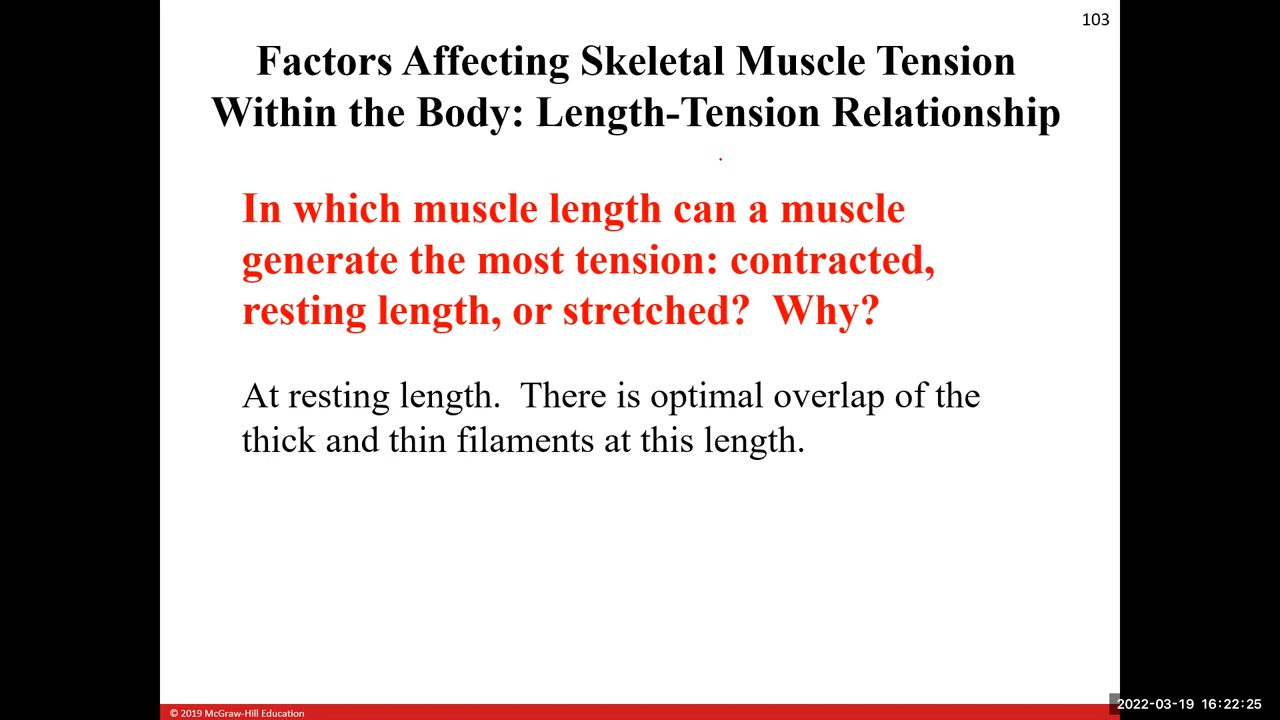 103
Factors Affecting Skeletal Muscle Tension
Within the Body: Length-Tension Relationship
In which muscle length can a muscle
generate the most tension: contracted,
resting length, or stretched?  Why?
At resting length.  There is optimal overlap of the
thick and thin filaments at this length.
© 2019 McGraw-Hill Education
2022-03-19 16:22:25